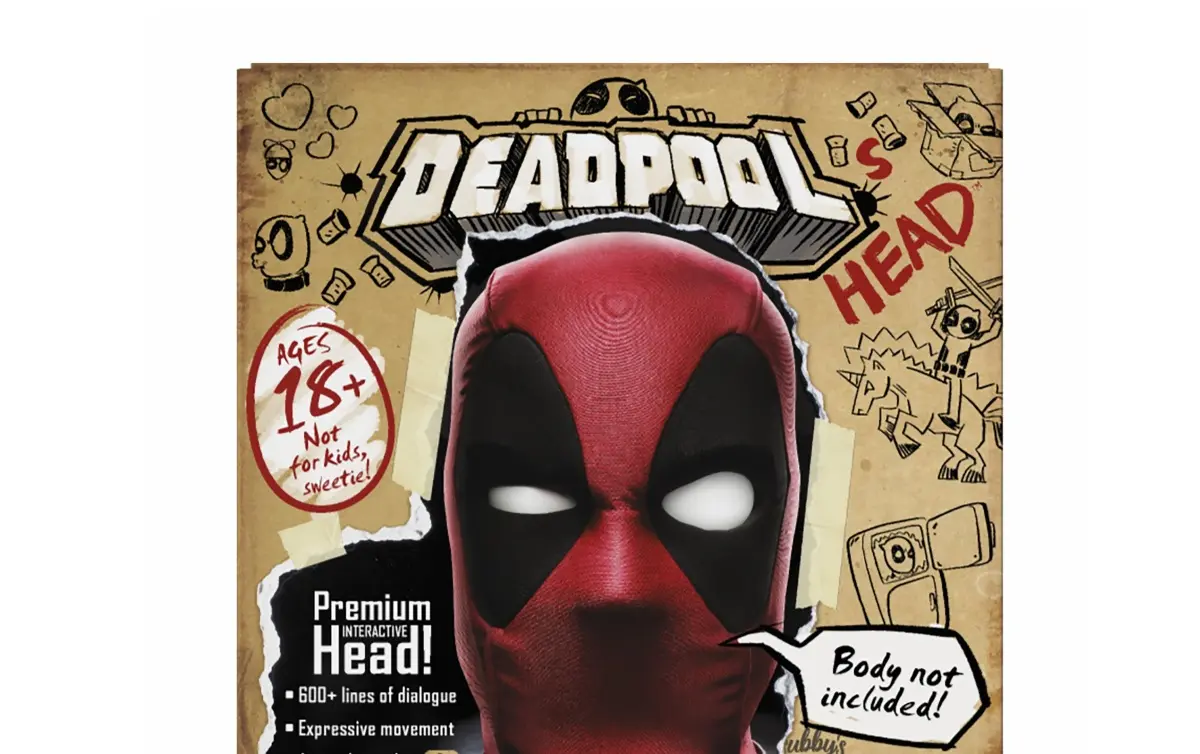 DEADPOOL
S
HEAD™
AGES
18+
Not
for kids,
sweetie!
Premium
INTERACTIVE
Head!
▪ 600+ lines of dialogue
▪ Expressive movement
Body not
included!